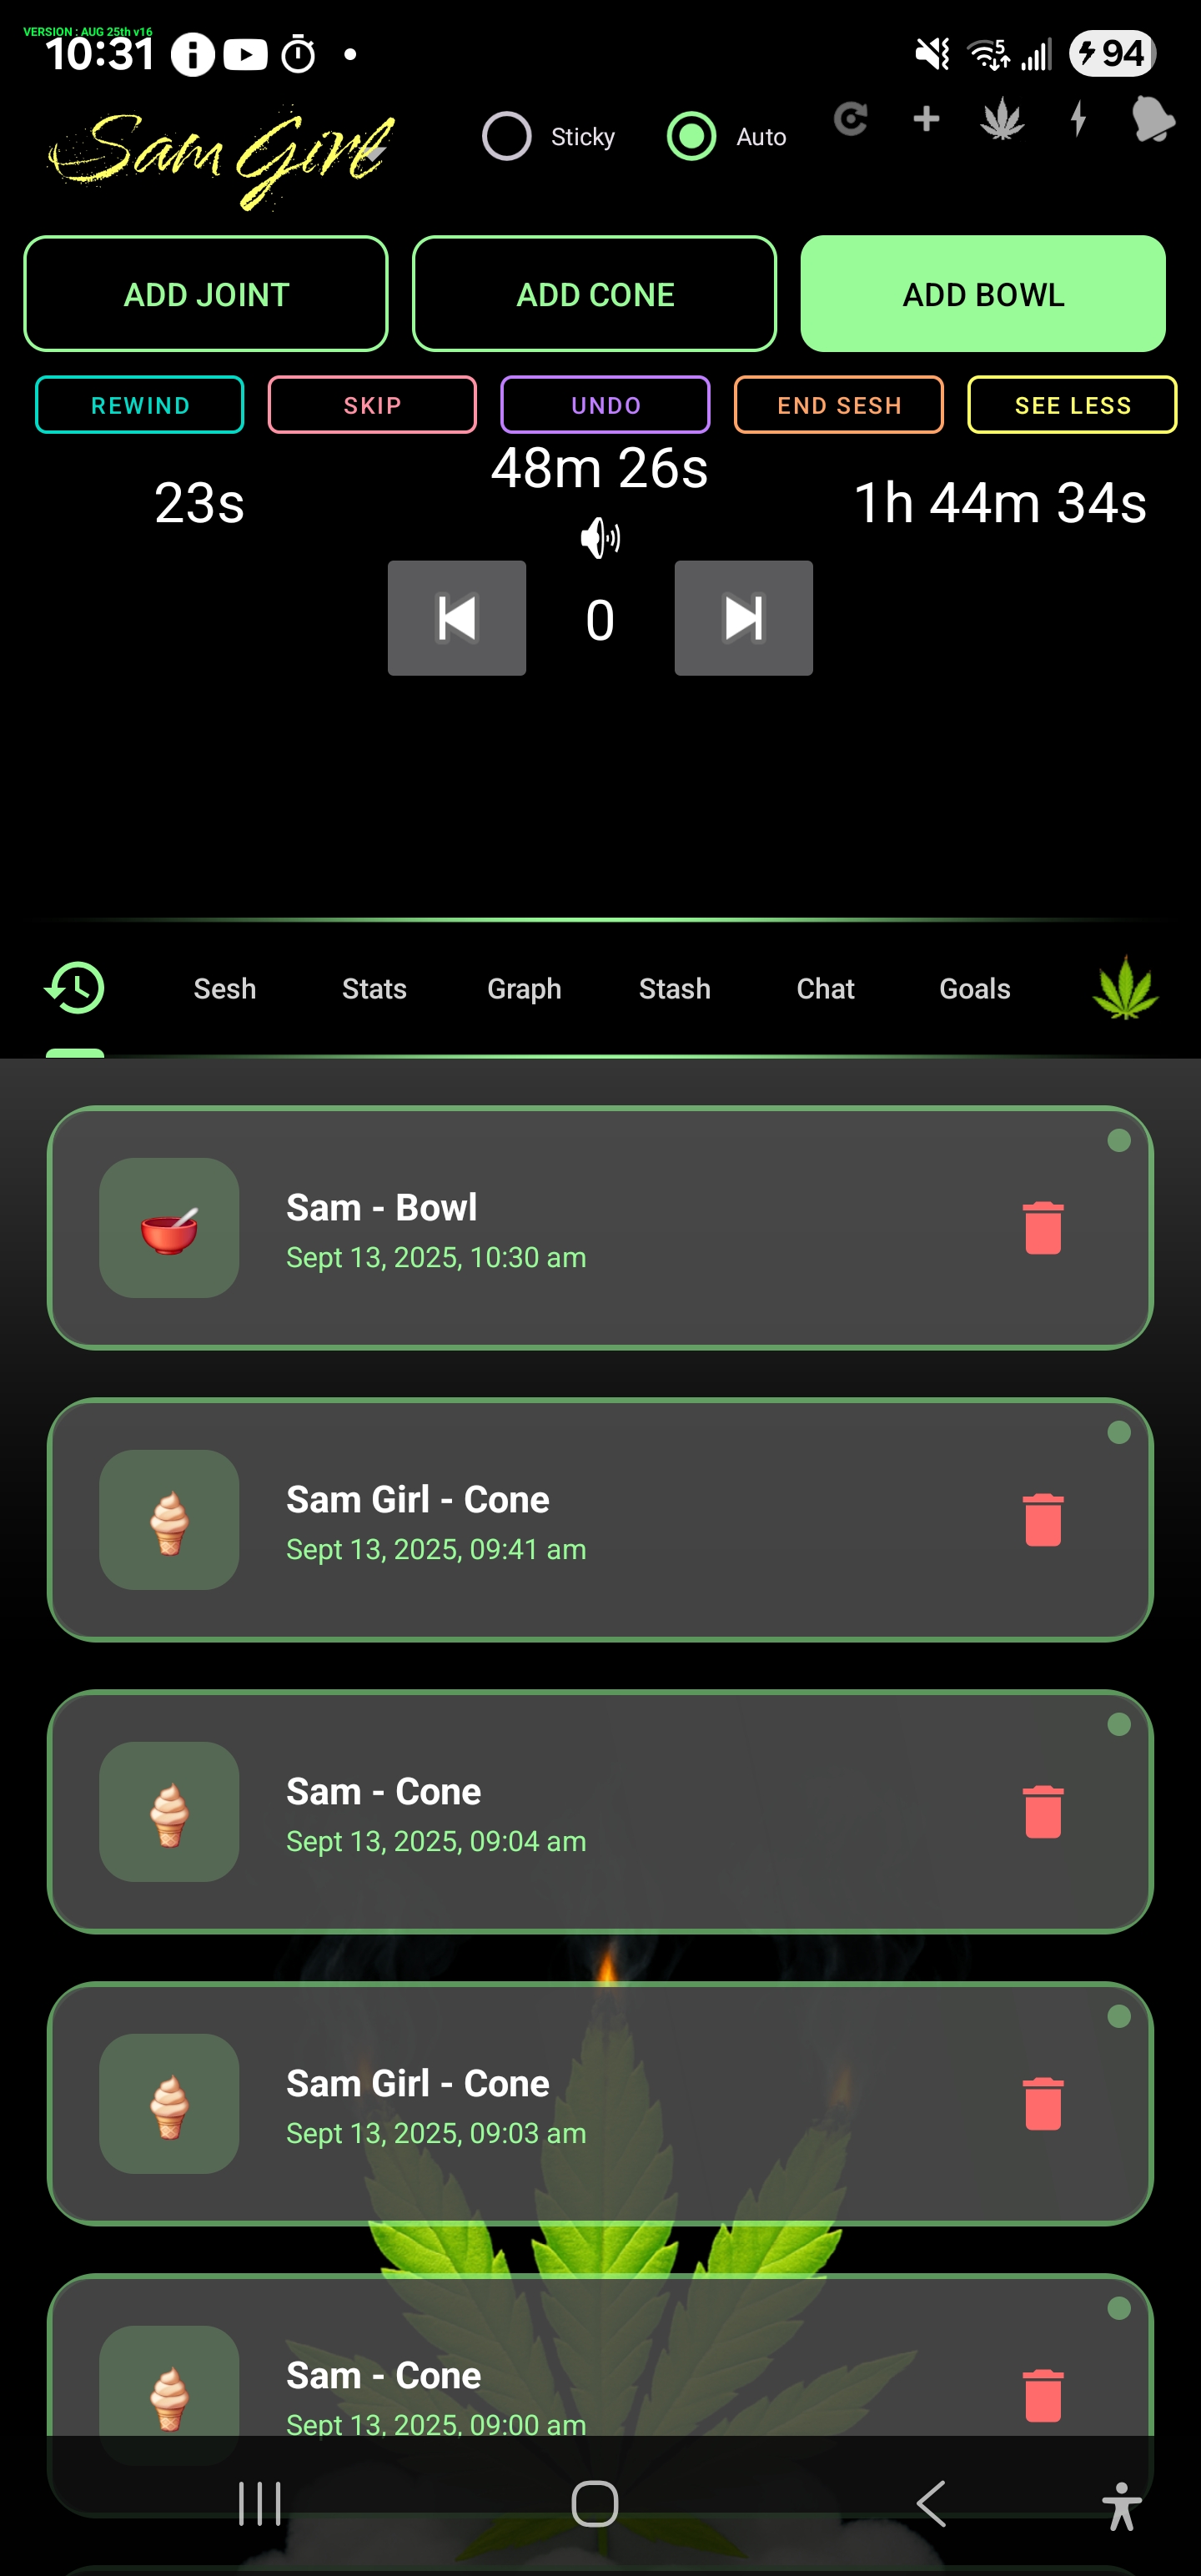 VERSION : AUG 25th v16
10:31
5
94
Sam Girl
Sticky
Auto
ADD JOINT
ADD CONE
ADD BOWL
REWIND
SKIP
UNDO
END SESH
SEE LESS
23s
48m 26s
1h 44m 34s
0
Sesh
Stats
Graph
Stash
Chat
Goals
Sam - Bowl
Sept 13, 2025, 10:30 am
Sam Girl - Cone
Sept 13, 2025, 09:41 am
Sam - Cone
Sept 13, 2025, 09:04 am
Sam Girl - Cone
Sept 13, 2025, 09:03 am
Sam - Cone
Sept 13, 2025, 09:00 am